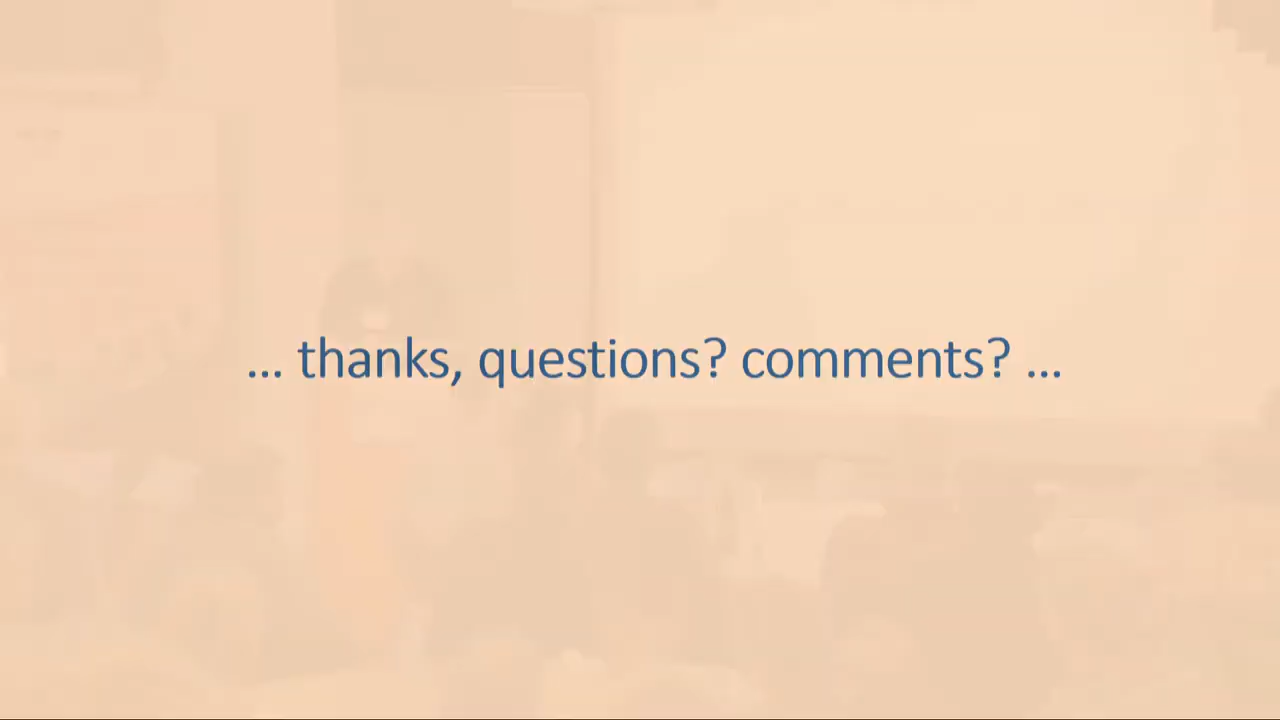 … thanks, questions? comments? …